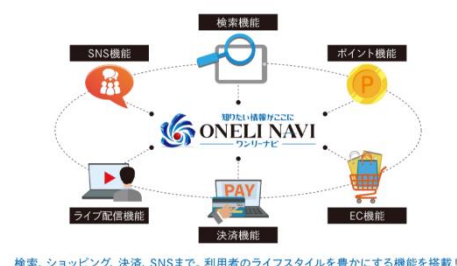 検索機能
SNS機能
ポイント機能
P
知りたい情報がここに
ONELI NAVI
ワンリーナビ
ライブ配信機能
PAY
決済機能
EC機能
検索、ショッピング、決済、SNSまで、利用者のライフスタイルを豊かにする機能を搭載！